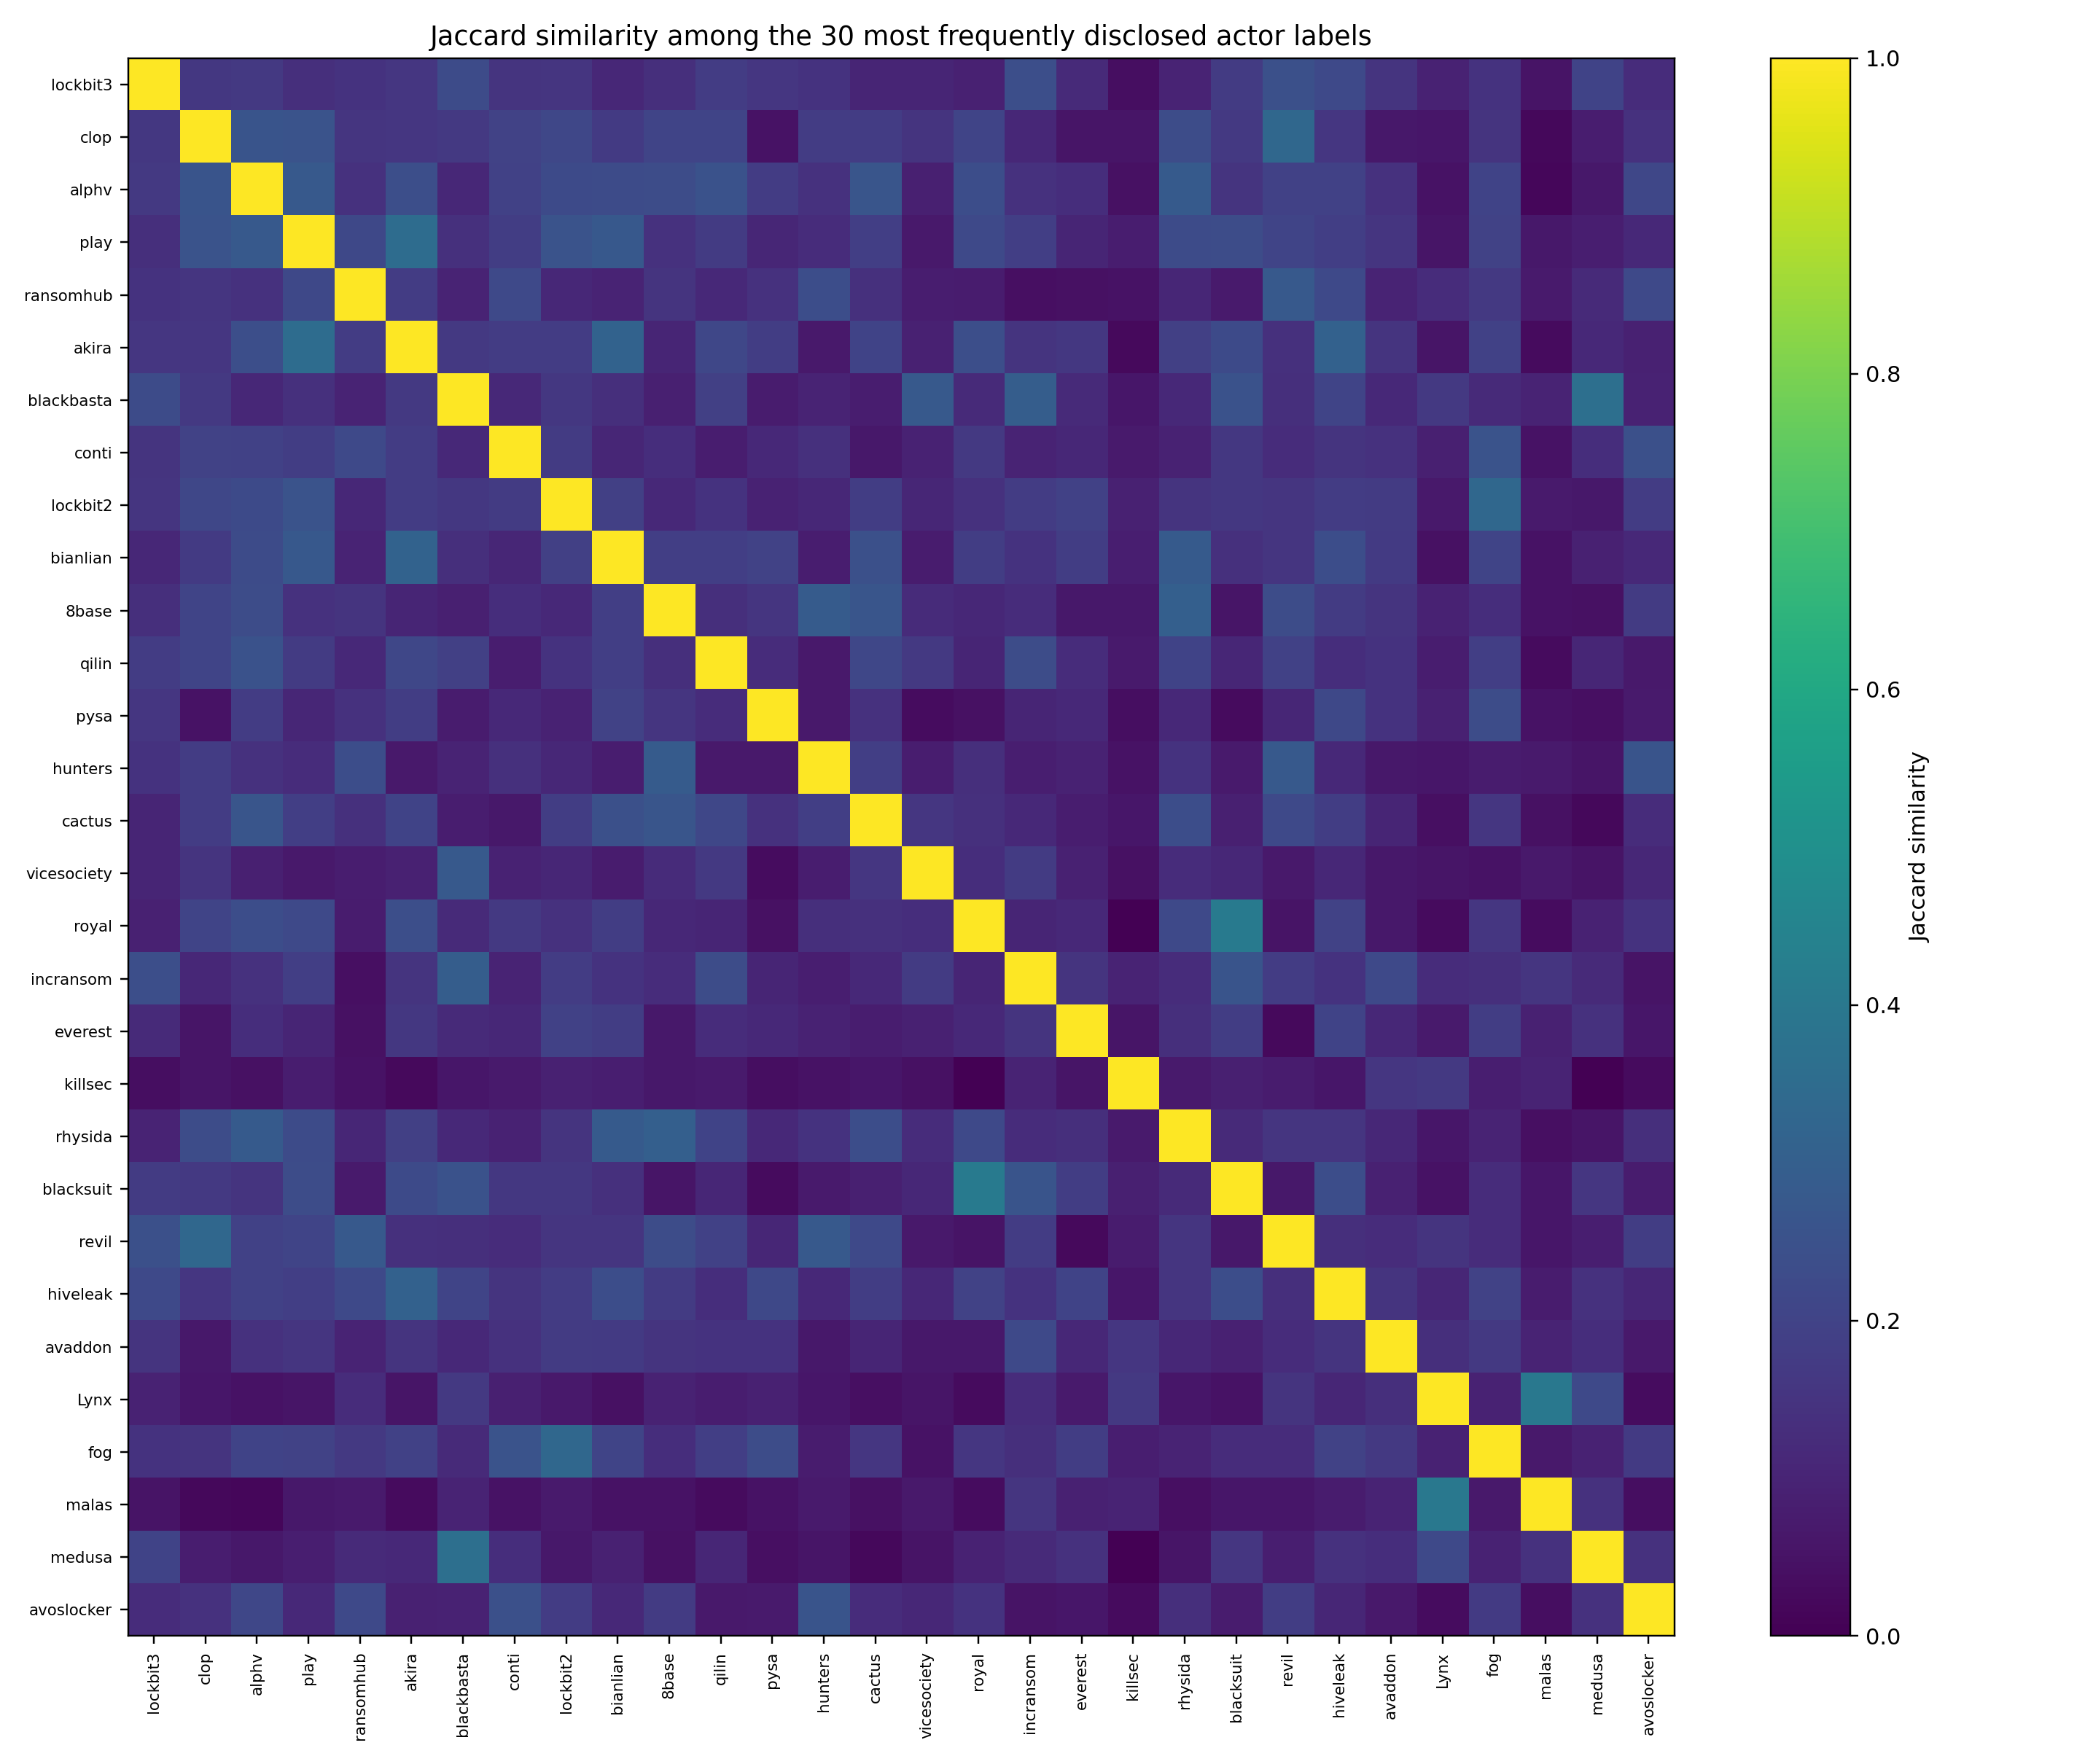 Jaccard similarity among the 30 most frequently disclosed actor labels
lockbit3
clop
alphv
play
ransomhub
akira
blackbasta
conti
lockbit2
bianlian
8base
qilin
pysa
hunters
cactus
vicesociety
royal
incransom
everest
killsec
rhysida
blacksuit
revil
hiveleak
avaddon
Lynx
fog
malas
medusa
avoslocker
lockbit3
clop
alphv
play
ransomhub
akira
blackbasta
conti
lockbit2
bianlian
8base
qilin
pysa
hunters
cactus
vicesociety
royal
incransom
everest
killsec
rhysida
blacksuit
revil
hiveleak
avaddon
Lynx
fog
malas
medusa
avoslocker
1.0
0.8
0.6
0.4
0.2
0.0
Jaccard similarity